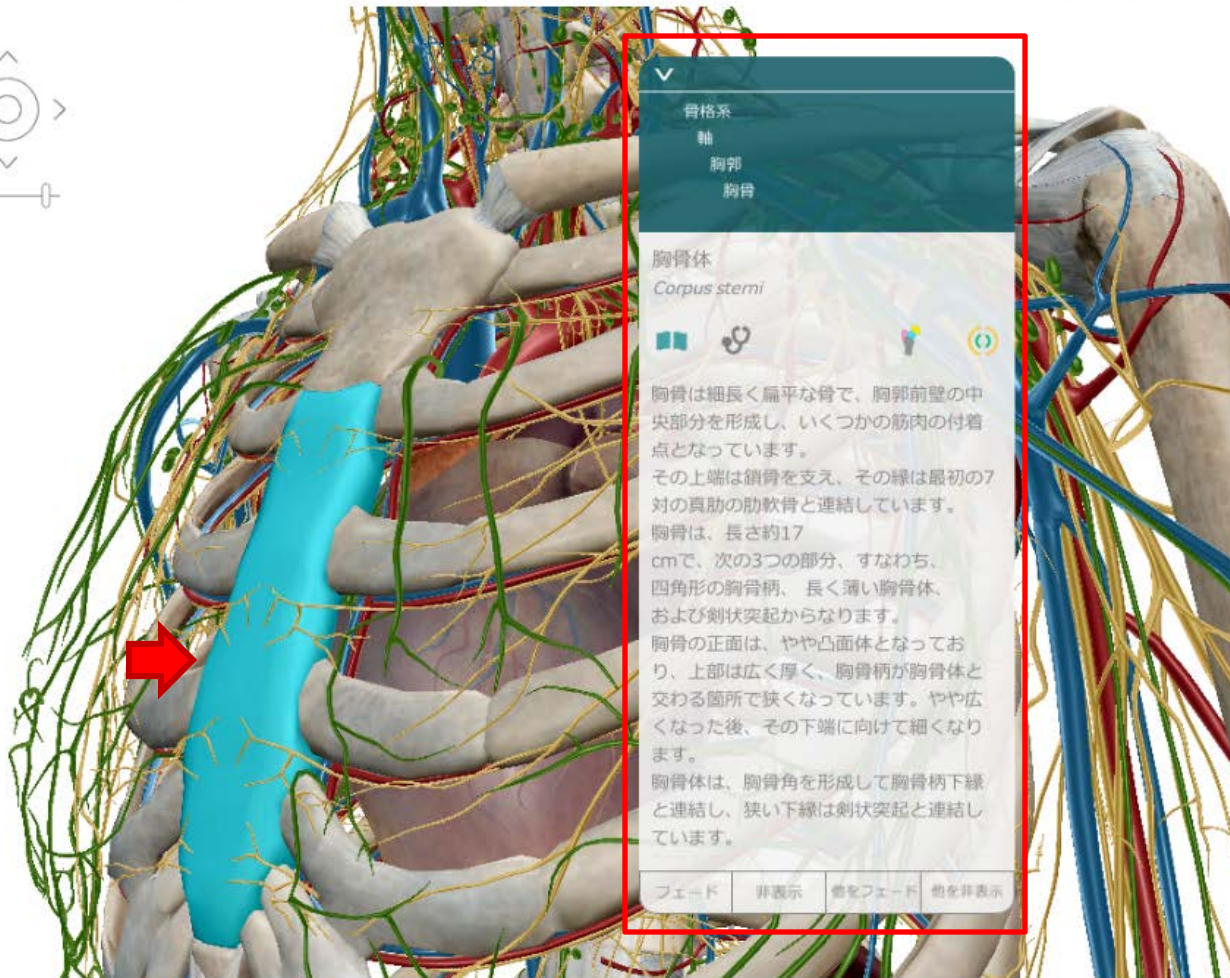 骨格系
軸
胸郭
胸骨
胸骨体
Corpus sterni
胸骨は細長く扁平な骨で、胸郭前壁の中
央部分を形成し、いくつかの筋肉の付着
点となっています。
その上端は鎖骨を支え、その縁は最初の7
対の真肋の肋軟骨と連結しています。
胸骨は、長さ約17
cmで、次の3つの部分、すなわち、
四角形の胸骨柄、 長く薄い胸骨体、
および剣状突起からなります。
胸骨の正面は、やや凸面体となってお
り、上部は広く厚く、胸骨柄が胸骨体と
交わる箇所で狭くなっています。やや広
くなった後、その下端に向けて細くなり
ます。
胸骨体は、胸骨角を形成して胸骨柄下縁
と連結し、狭い下縁は剣状突起と連結し
ています。
フェード 非表示 他をフェード 他を非表示